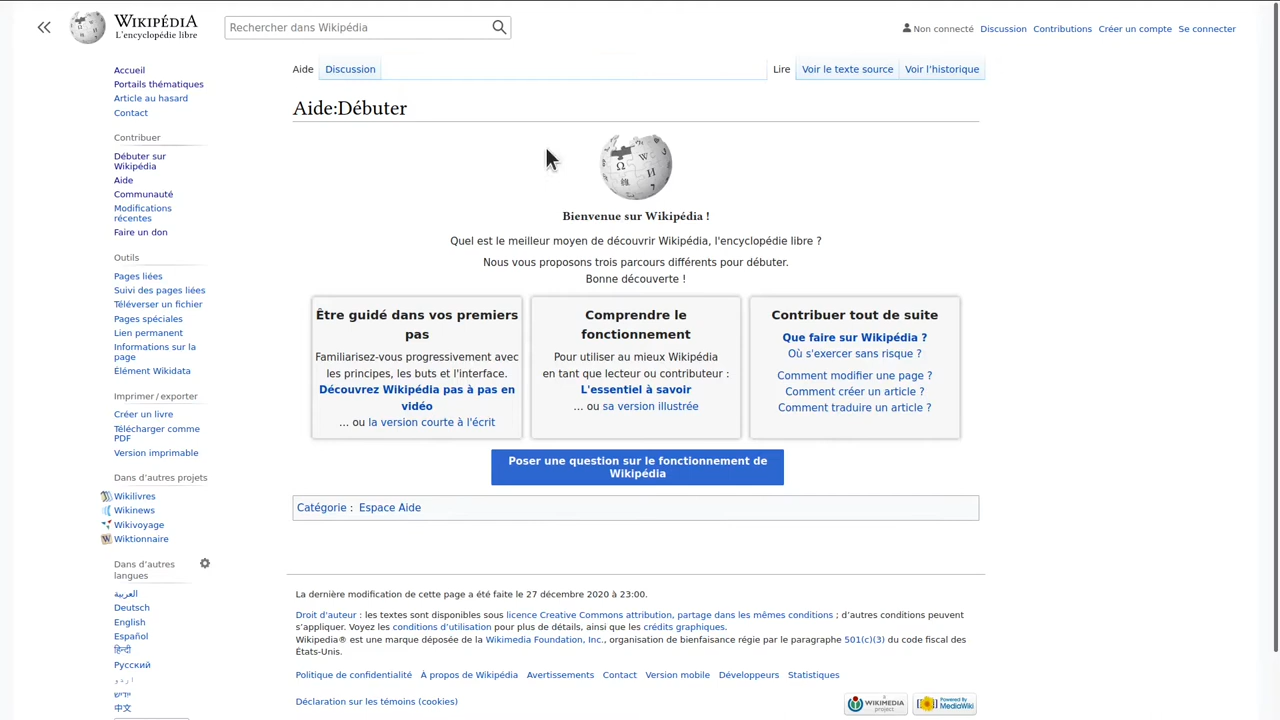 WIKIPÉDIA
L'encyclopédie libre
Rechercher dans Wikipédia
Non connecté Discussion Contributions Créer un compte Se connecter
Accueil
Portails thématiques
Article au hasard
Contact
Contribuer
Débuter sur
Wikipédia
Aide
Communauté
Modifications
récentes
Faire un don
Outils
Pages liées
Suivi des pages liées
Téléverser un fichier
Pages spéciales
Lien permanent
Informations sur la
page
Élément Wikidata
Imprimer / exporter
Créer un livre
Télécharger comme
PDF
Version imprimable
Dans d'autres projets
Wikilivres
Wikinews
Wikivoyage
Wiktionnaire
Dans d'autres
langues
العربية
Deutsch
English
Español
हिन्दी
Русский
اردو
ייִדיש
中文
Aide Discussion Lire Voir le texte source Voir l'historique
Aide:Débuter
Bienvenue sur Wikipédia !
Quel est le meilleur moyen de découvrir Wikipédia, l'encyclopédie libre ?
Nous vous proposons trois parcours différents pour débuter.
Bonne découverte !
Être guidé dans vos premiers
pas
Familiarisez-vous progressivement avec
les principes, les buts et l'interface.
Découvrez Wikipédia pas à pas en
vidéo
... ou la version courte à l'écrit
Comprendre le
fonctionnement
Pour utiliser au mieux Wikipédia
en tant que lecteur ou contributeur :
L'essentiel à savoir
... ou sa version illustrée
Contribuer tout de suite
Que faire sur Wikipédia ?
Où s'exercer sans risque ?
Comment modifier une page ?
Comment créer un article ?
Comment traduire un article ?
Poser une question sur le fonctionnement de
Wikipédia
Catégorie : Espace Aide
La dernière modification de cette page a été faite le 27 décembre 2020 à 23:00.
Droit d'auteur : les textes sont disponibles sous licence Creative Commons attribution, partage dans les mêmes conditions ; d'autres conditions peuvent
s'appliquer. Voyez les conditions d'utilisation pour plus de détails, ainsi que les crédits graphiques.
Wikipedia® est une marque déposée de la Wikimedia Foundation, Inc., organisation de bienfaisance régie par le paragraphe 501(c)(3) du code fiscal des
États-Unis.
Politique de confidentialité À propos de Wikipédia Avertissements Contact Version mobile Développeurs Statistiques
Déclaration sur les témoins (cookies)
A WIKIMEDIA project
Powered By MediaWiki